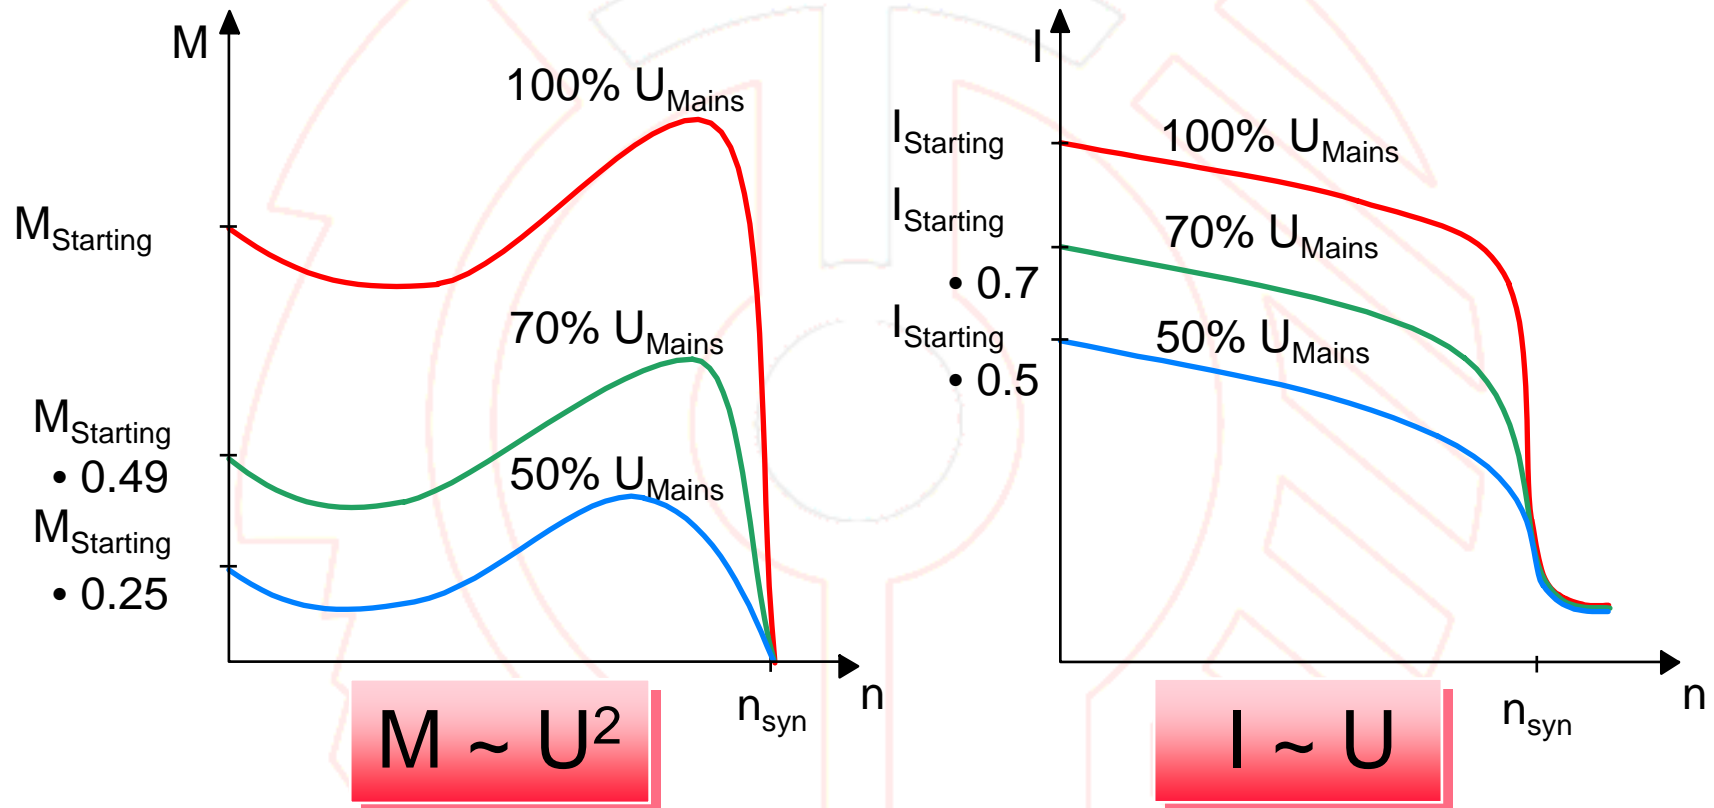 M
100% U_Mains
M_Starting
70% U_Mains
M_Starting
• 0.49
50% U_Mains
M_Starting
• 0.25
n_syn
n
M ~ U²
I
I_Starting
100% U_Mains
I_Starting
• 0.7
70% U_Mains
I_Starting
• 0.5
50% U_Mains
n_syn
n
I ~ U